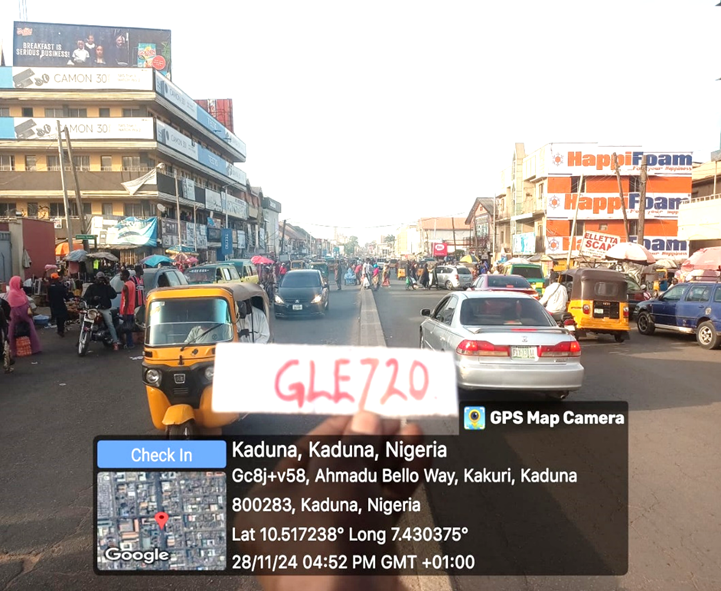 BREAKFAST IS
SERIOUS BUSINESS!
CAMON 30
CAMON 30
HappiFoam
HappiFoam
Foam
ELLETTA
SCAN
GLE720
GPS Map Camera
Check In
Kaduna, Kaduna, Nigeria
Gc8j+v58, Ahmadu Bello Way, Kakuri, Kaduna
800283, Kaduna, Nigeria
Lat 10.517238° Long 7.430375°
28/11/24 04:52 PM GMT +01:00
Google